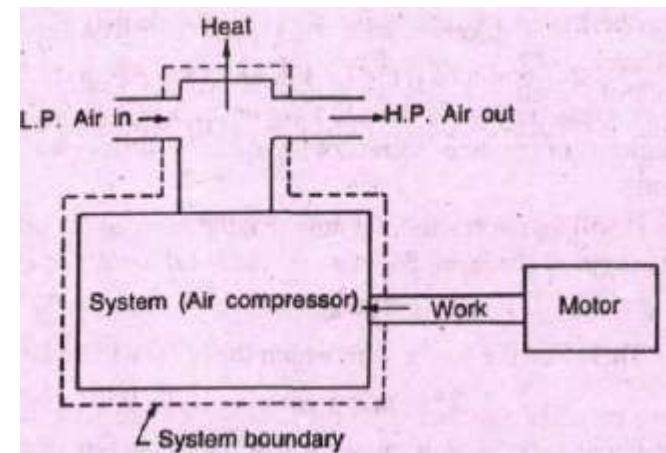 Heat
L.P. Air in
H.P. Air out
System (Air compressor)
Work
Motor
System boundary